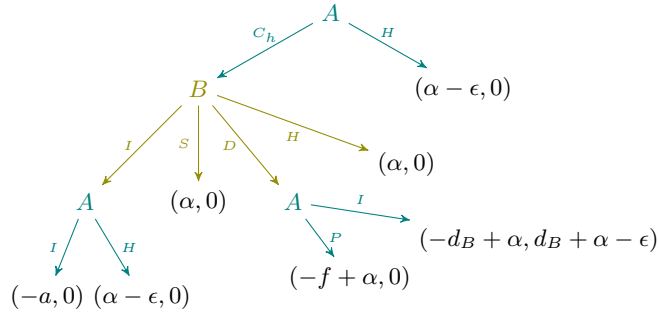 A
C_h H
B (α − ϵ, 0)
I S D H
(α, 0)
A (α, 0) A I
I H P (−d_B + α, d_B + α − ϵ)
(−f + α, 0)
(−a, 0) (α − ϵ, 0)